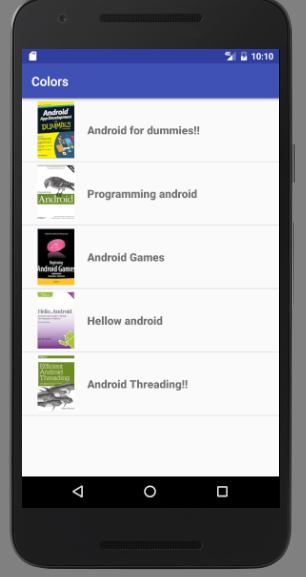 10:10
Colors
Android
App Development
DUMMIES
Android for dummies!!
Android
Programming android
Android Games
Android Games
Hello, Android
Hellow android
Efficient
Android
Threading
Android Threading!!